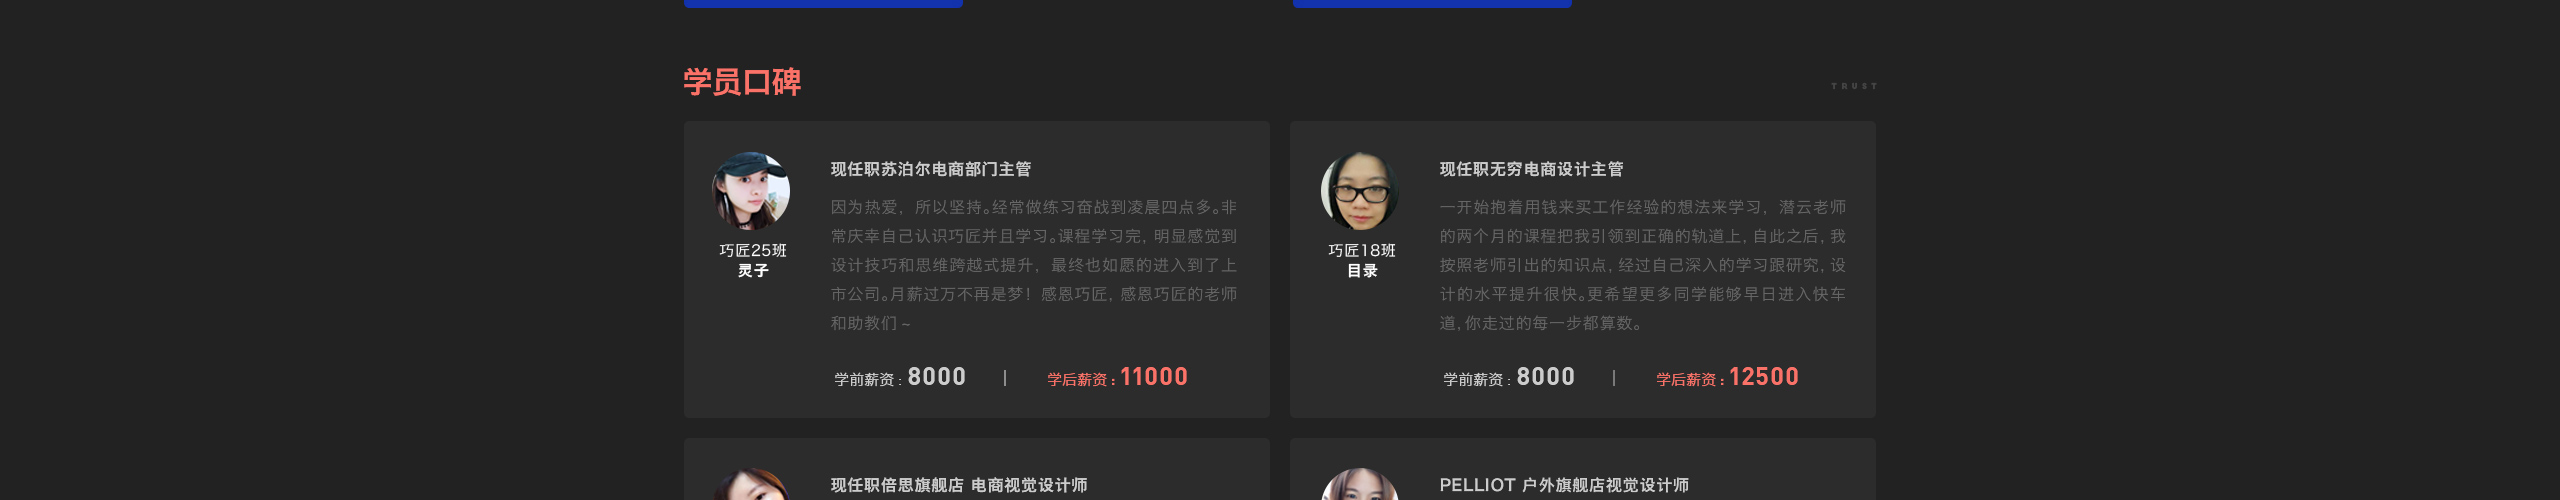 学员口碑
TRUST
现任职苏泊尔电商部门主管
因为热爱，所以坚持。经常做练习奋战到凌晨四点多。非
常庆幸自己认识巧匠并且学习。课程学习完，明显感觉到
设计技巧和思维跨越式提升，最终也如愿的进入到了上
市公司。月薪过万不再是梦！感恩巧匠，感恩巧匠的老师
和助教们~
巧匠25班
灵子
学前薪资：8000 | 学后薪资：11000
现任职无穷电商设计主管
一开始抱着用钱来买工作经验的想法来学习，潜云老师
的两个月的课程把我引领到正确的轨道上，自此之后，我
按照老师引出的知识点，经过自己深入的学习跟研究，设
计的水平提升很快。更希望更多同学能够早日进入快车
道，你走过的每一步都算数。
巧匠18班
目录
学前薪资：8000 | 学后薪资：12500
现任职倍思旗舰店 电商视觉设计师
PELLIOT 户外旗舰店视觉设计师